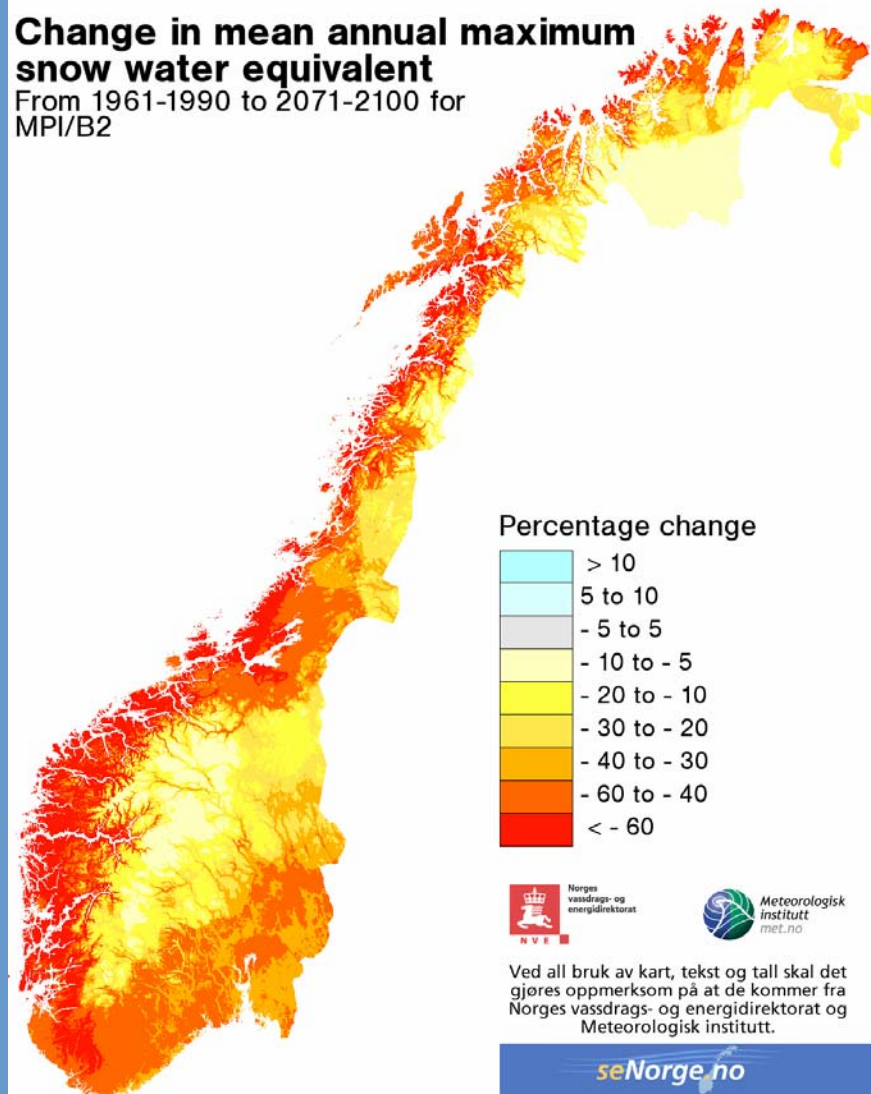 Change in mean annual maximum
snow water equivalent
From 1961-1990 to 2071-2100 for
MPI/B2
Percentage change
> 10
5 to 10
- 5 to 5
- 10 to - 5
- 20 to - 10
- 30 to - 20
- 40 to - 30
- 60 to - 40
< - 60
Norges
vassdrags- og
energidirektorat
NVE
Meteorologisk
institutt
met.no
Ved all bruk av kart, tekst og tall skal det
gjøres oppmerksom på at de kommer fra
Norges vassdrags- og energidirektorat og
Meteorologisk institutt.
seNorge.no